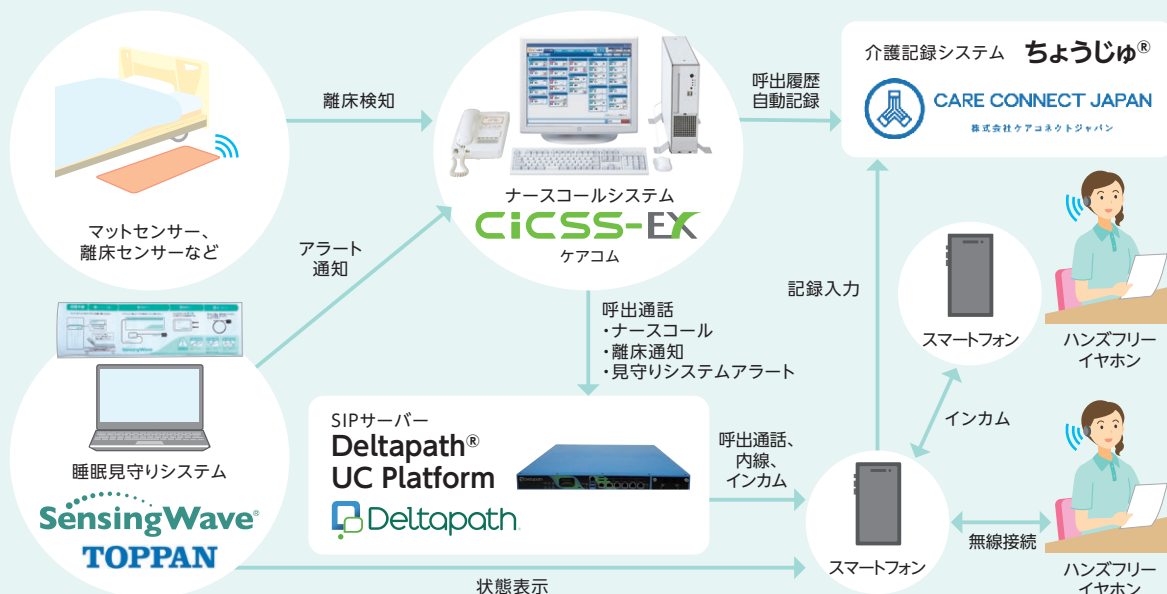 マットセンサー、
離床センサーなど
離床検知
ナースコールシステム
CiCSS-EX
ケアコム
呼出履歴
自動記録
介護記録システム ちょうじゅ®
CARE CONNECT JAPAN
株式会社ケアコネクトジャパン
アラート
通知
SensingWave
睡眠見守りシステム
SensingWave®
TOPPAN
呼出通話
・ナースコール
・離床通知
・見守りシステムアラート
SIPサーバー
Deltapath®
UC Platform
Deltapath
Deltapath
呼出通話、
内線、
インカム
記録入力
スマートフォン
ハンズフリー
イヤホン
インカム
スマートフォン
無線接続
ハンズフリー
イヤホン
状態表示